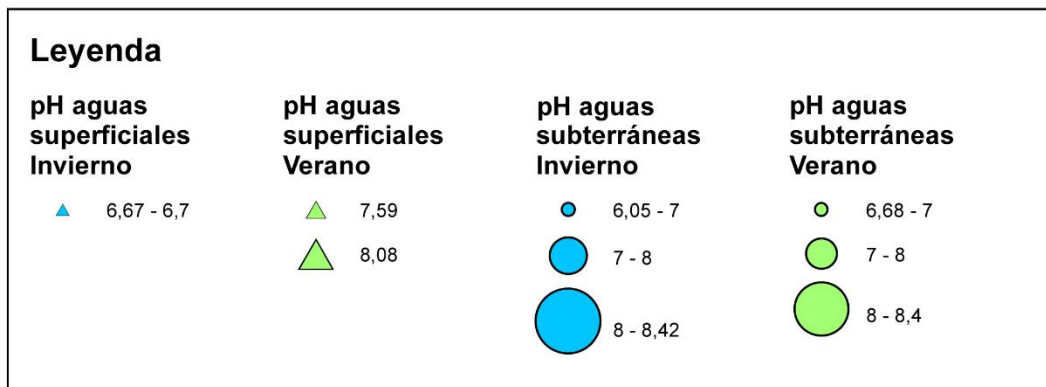 Leyenda
pH aguas
superficiales
Invierno
6,67 - 6,7
pH aguas
superficiales
Verano
7,59
8,08
pH aguas
subterráneas
Invierno
6,05 - 7
7 - 8
8 - 8,42
pH aguas
subterráneas
Verano
6,68 - 7
7 - 8
8 - 8,4